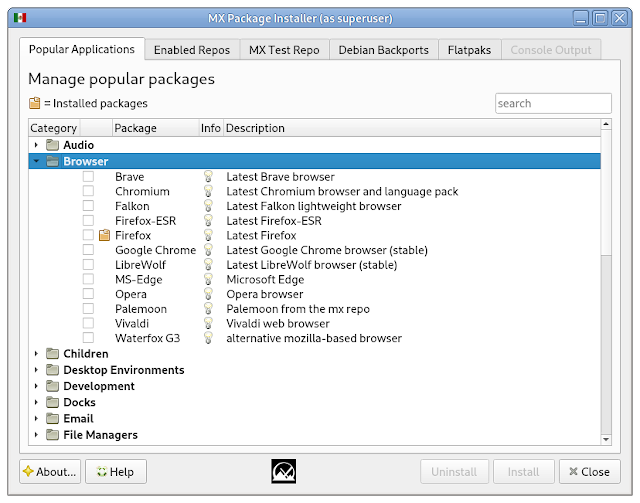 MX Package Installer (as superuser)
Popular Applications Enabled Repos MX Test Repo Debian Backports Flatpaks Console Output
Manage popular packages
= Installed packages
search
Category Package Info Description
Audio
Browser
Brave Latest Brave browser
Chromium Latest Chromium browser and language pack
Falkon Latest Falkon lightweight browser
Firefox-ESR Latest Firefox-ESR
Firefox Latest Firefox
Google Chrome Latest Google Chrome browser (stable)
LibreWolf Latest LibreWolf browser (stable)
MS-Edge Microsoft Edge
Opera Opera browser
Palemoon Palemoon from the mx repo
Vivaldi Vivaldi web browser
Waterfox G3 alternative mozilla-based browser
Children
Desktop Environments
Development
Docks
Email
File Managers
About... Help Uninstall Install Close